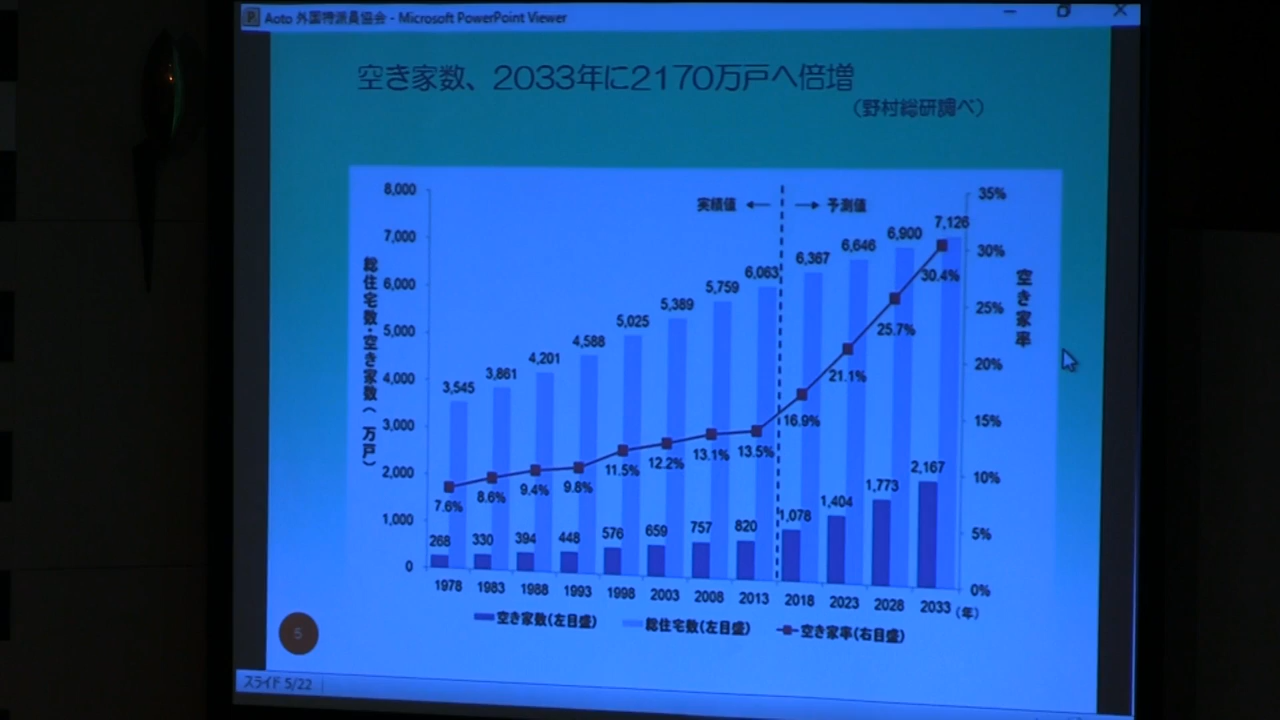 Aoto 外国特派員協会 - Microsoft PowerPoint Viewer
空き家数、2033年に2170万戸へ倍増
（野村総研調べ）
実績値 ← → 予測値
総住宅数・空き家数（万戸）
8,000
7,000
6,000
5,000
4,000
3,000
2,000
1,000
0
35%
30%
25%
20%
15%
10%
5%
0%
空き家率
3,545 3,861 4,201 4,588 5,025 5,389 5,759 6,063 6,367 6,646 6,900 7,126
7.6% 8.6% 9.4% 9.8% 11.5% 12.2% 13.1% 13.5% 16.9% 21.1% 25.7% 30.4%
268 330 394 448 576 659 757 820 1,078 1,404 1,773 2,167
1978 1983 1988 1993 1998 2003 2008 2013 2018 2023 2028 2033 (年)
空き家数(左目盛) 総住宅数(左目盛) 空き家率(右目盛)
5
スライド 5/22